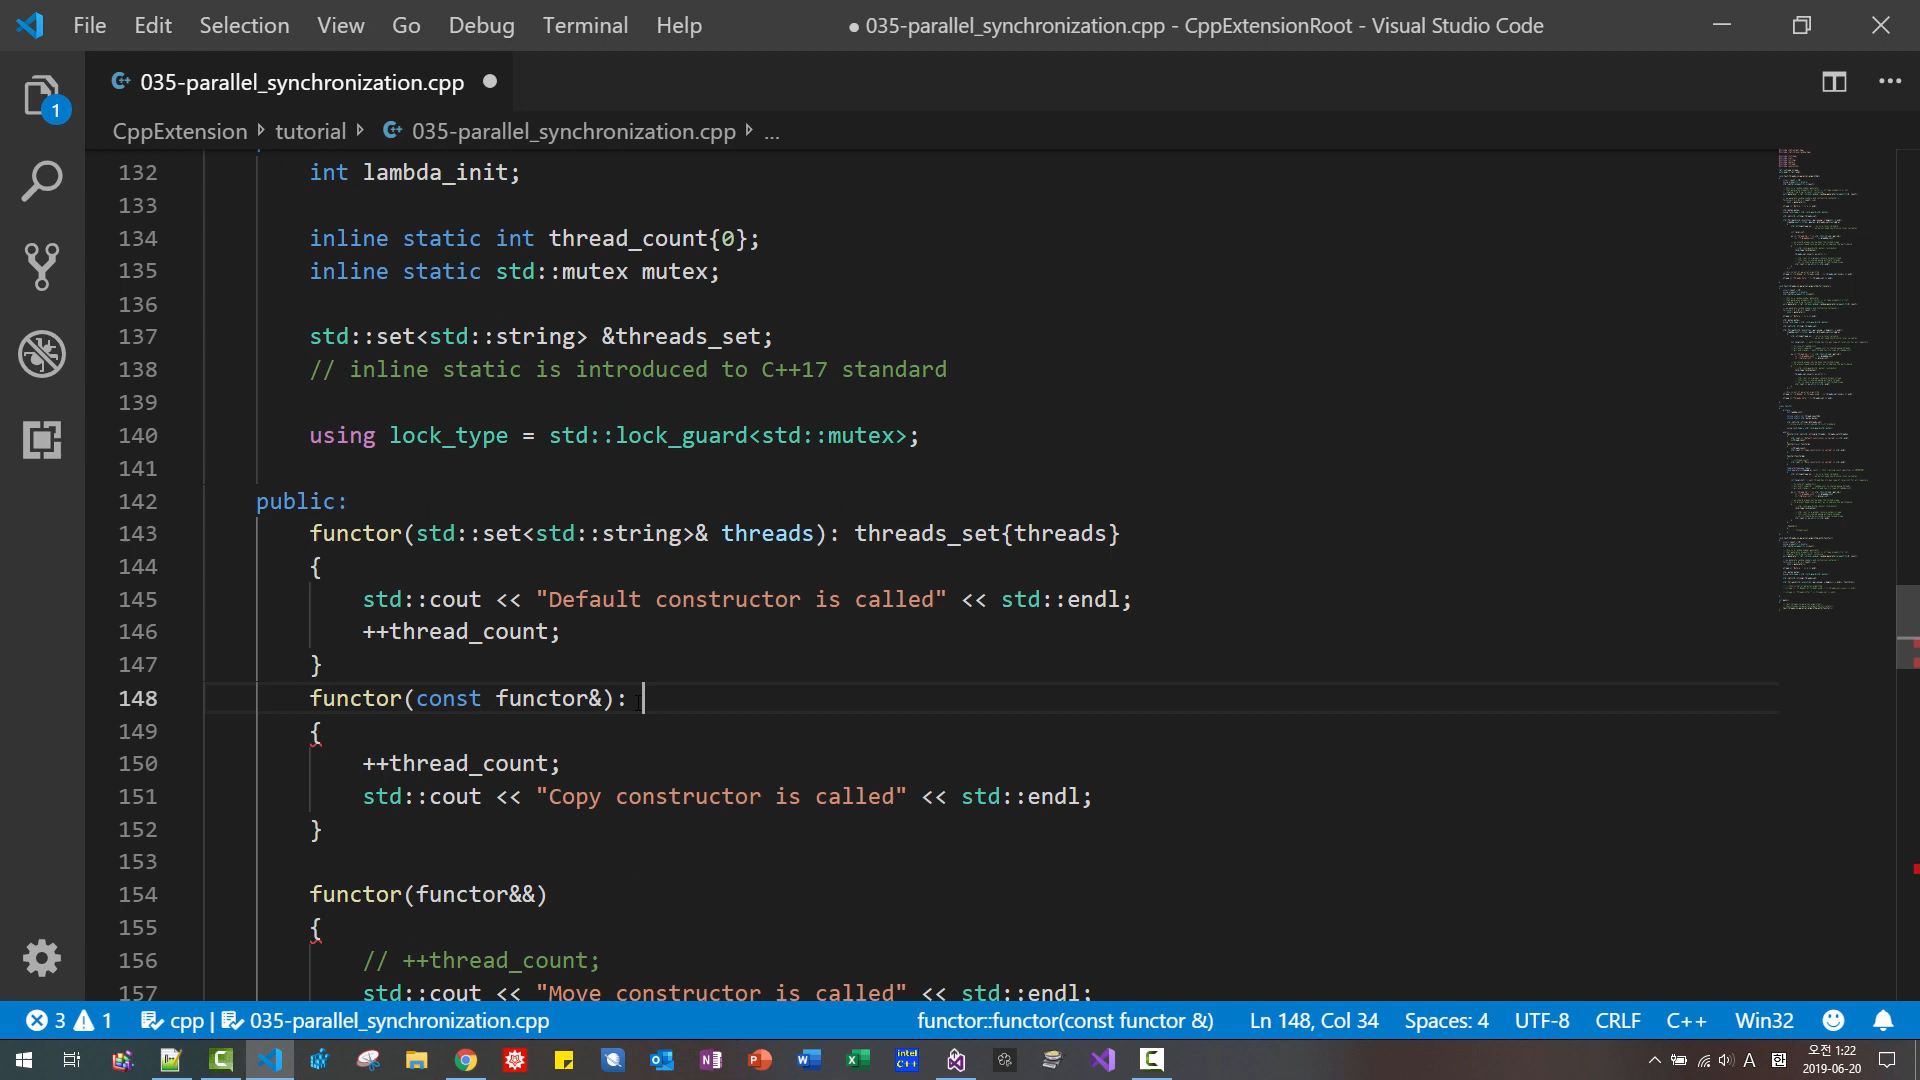 File Edit Selection View Go Debug Terminal Help
● 035-parallel_synchronization.cpp - CppExtensionRoot - Visual Studio Code
035-parallel_synchronization.cpp
CppExtension tutorial 035-parallel_synchronization.cpp ...
1
132 int lambda_init;
133
134 inline static int thread_count{0};
135 inline static std::mutex mutex;
136
137 std::set<std::string> &threads_set;
138 // inline static is introduced to C++17 standard
139
140 using lock_type = std::lock_guard<std::mutex>;
141
142 public:
143 functor(std::set<std::string>& threads): threads_set{threads}
144 {
145 std::cout << "Default constructor is called" << std::endl;
146 ++thread_count;
147 }
148 functor(const functor&):
149 {
150 ++thread_count;
151 std::cout << "Copy constructor is called" << std::endl;
152 }
153
154 functor(functor&&)
155 {
156 // ++thread_count;
157 std::cout << "Move constructor is called" << std::endl;
3 1 cpp | 035-parallel_synchronization.cpp functor::functor(const functor &) Ln 148, Col 34 Spaces: 4 UTF-8 CRLF C++ Win32
intel C++
A
오전 1:22
2019-06-20